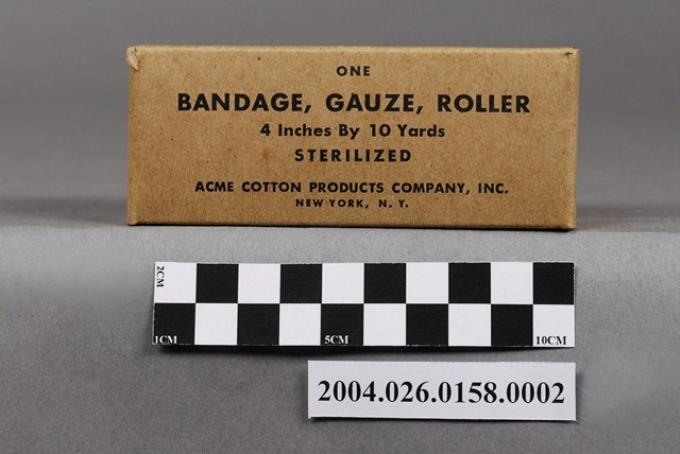 ONE
BANDAGE, GAUZE, ROLLER
4 Inches By 10 Yards
STERILIZED
ACME COTTON PRODUCTS COMPANY, INC.
NEW YORK, N. Y.
2CM
1CM 5CM 10CM
2004.026.0158.0002